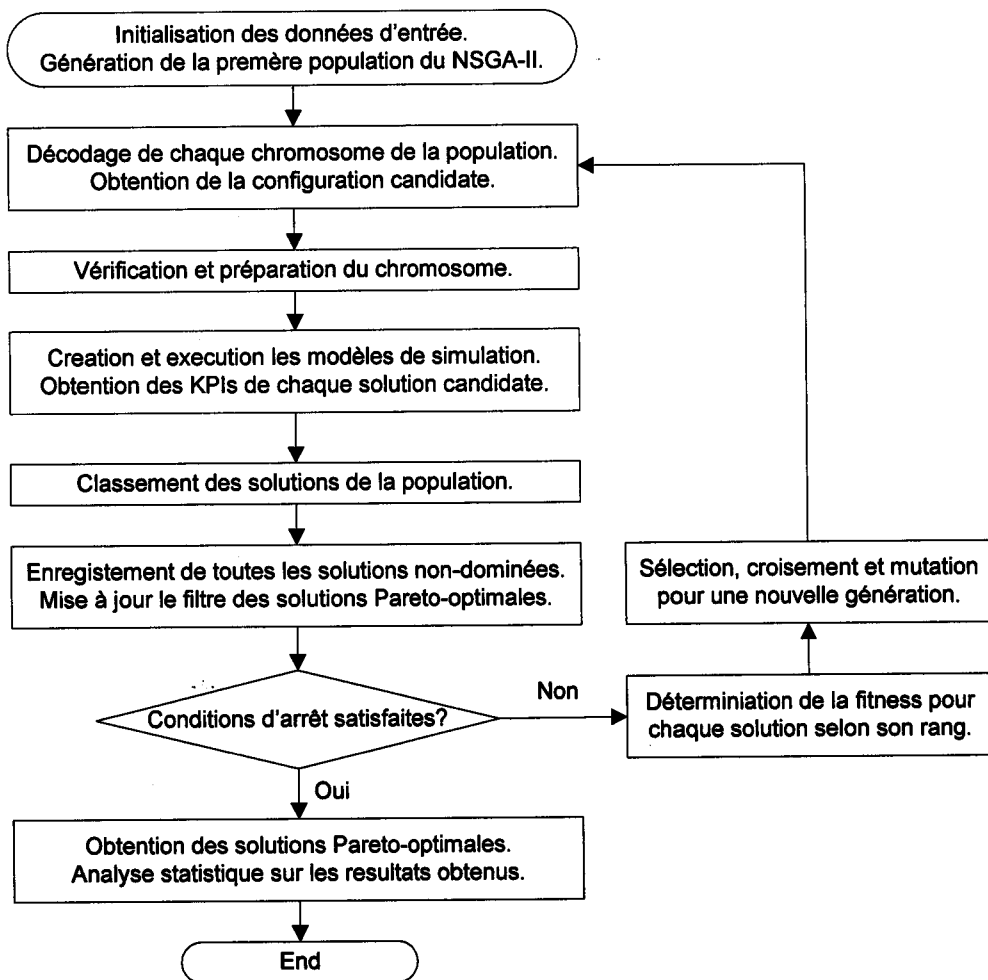 Initialisation des données d'entrée.
Génération de la premère population du NSGA-II.
Décodage de chaque chromosome de la population.
Obtention de la configuration candidate.
Vérification et préparation du chromosome.
Creation et execution les modèles de simulation.
Obtention des KPIs de chaque solution candidate.
Classement des solutions de la population.
Enregistement de toutes les solutions non-dominées.
Mise à jour le filtre des solutions Pareto-optimales.
Sélection, croisement et mutation
pour une nouvelle génération.
Conditions d'arrêt satisfaites?
Non
Déterminiation de la fitness pour
chaque solution selon son rang.
Oui
Obtention des solutions Pareto-optimales.
Analyse statistique sur les resultats obtenus.
End